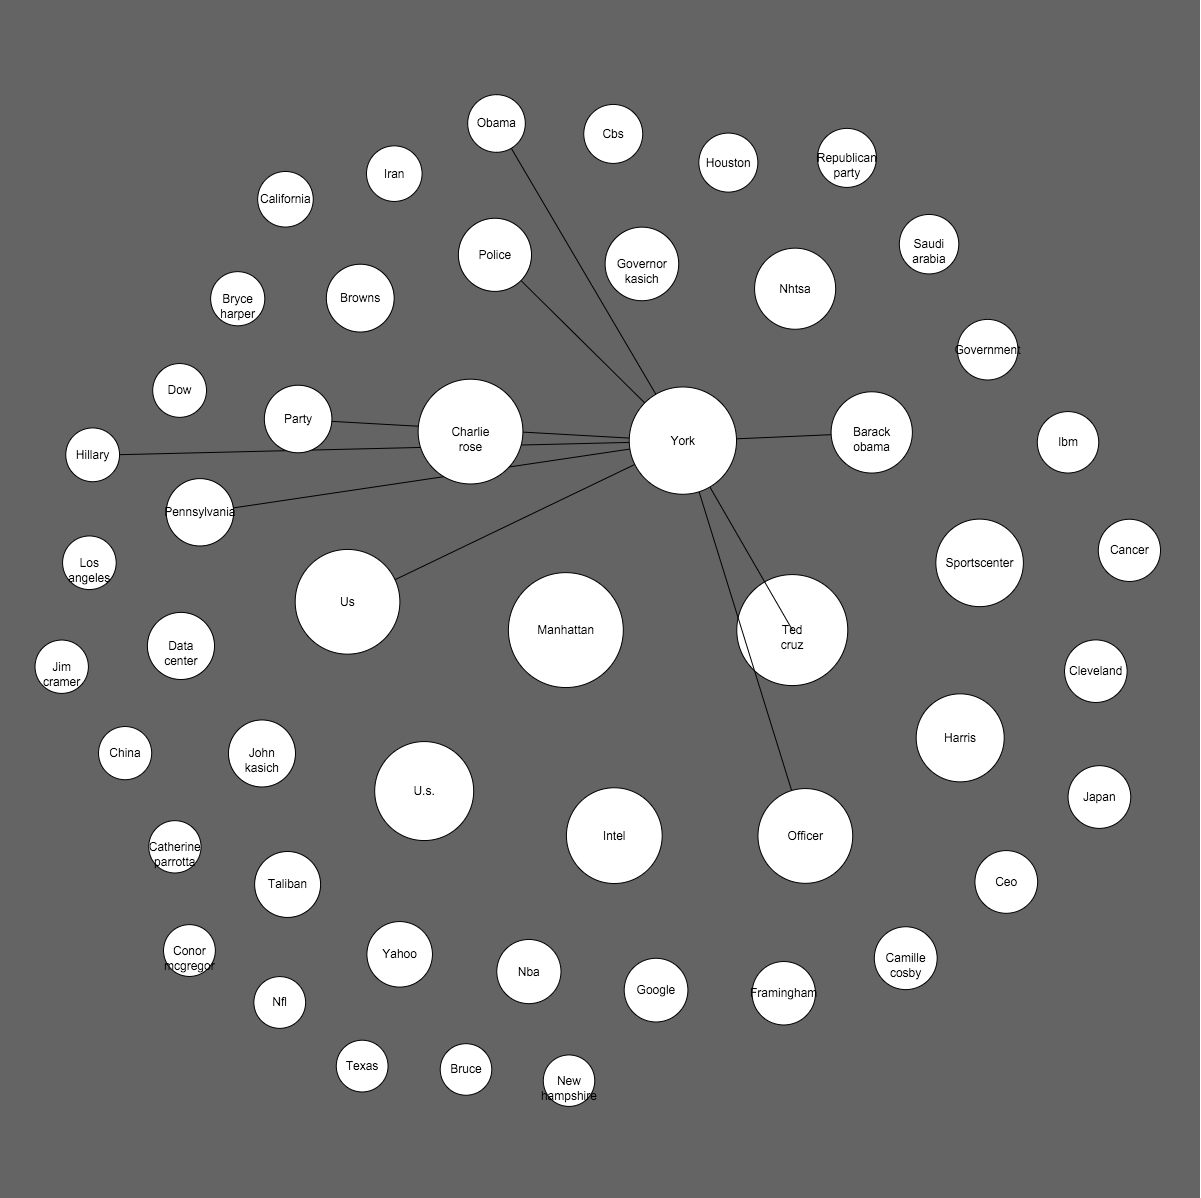 Obama
Cbs
Houston
Republican
party
Iran
California
Police
Governor
kasich
Saudi
arabia
Nhtsa
Bryce
harper
Browns
Government
Dow
Party
Charlie
rose
York
Barack
obama
Ibm
Hillary
Pennsylvania
Los
angeles
Us
Manhattan
Ted
cruz
Sportscenter
Cancer
Data
center
Jim
cramer
Cleveland
China
John
kasich
U.s.
Harris
Japan
Catherine
parrotta
Intel
Officer
Taliban
Ceo
Conor
mcgregor
Yahoo
Nba
Google
Framingham
Camille
cosby
Nfl
Texas
Bruce
New
hampshire